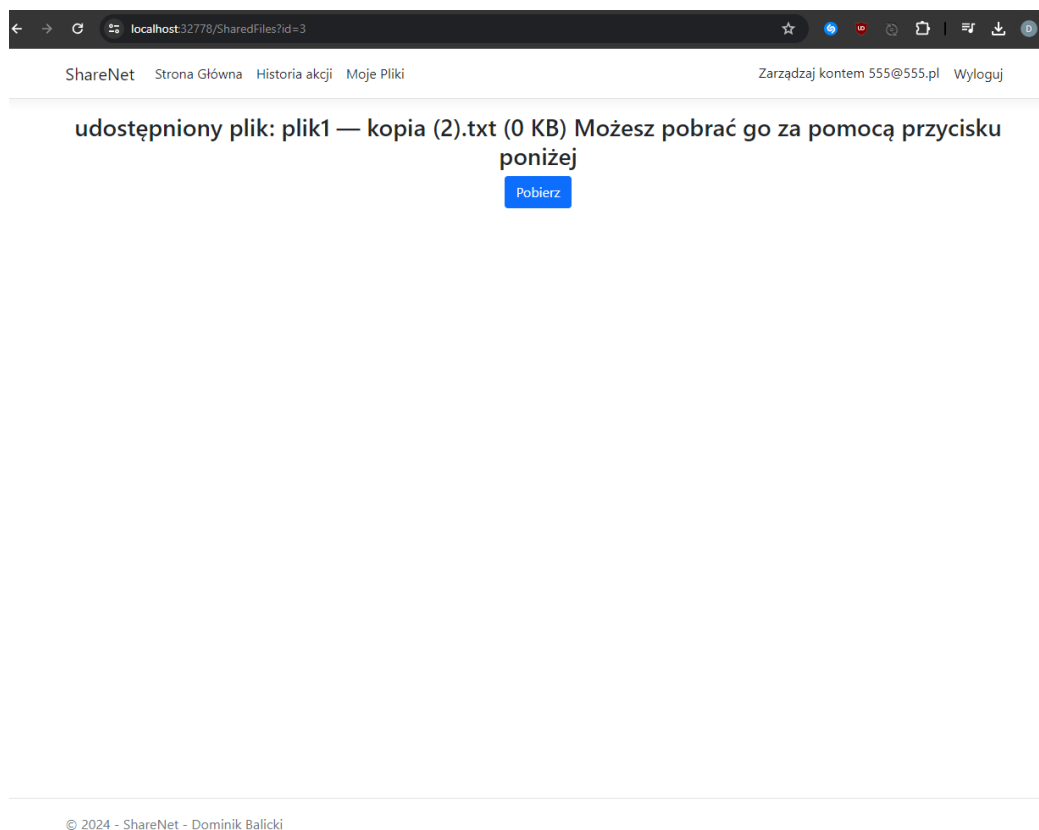 localhost:32778/SharedFiles?id=3
ShareNet Strona Główna Historia akcji Moje Pliki Zarządzaj kontem 555@555.pl Wyloguj
udostępniony plik: plik1 — kopia (2).txt (0 KB) Możesz pobrać go za pomocą przycisku
poniżej
Pobierz
© 2024 - ShareNet - Dominik Balicki